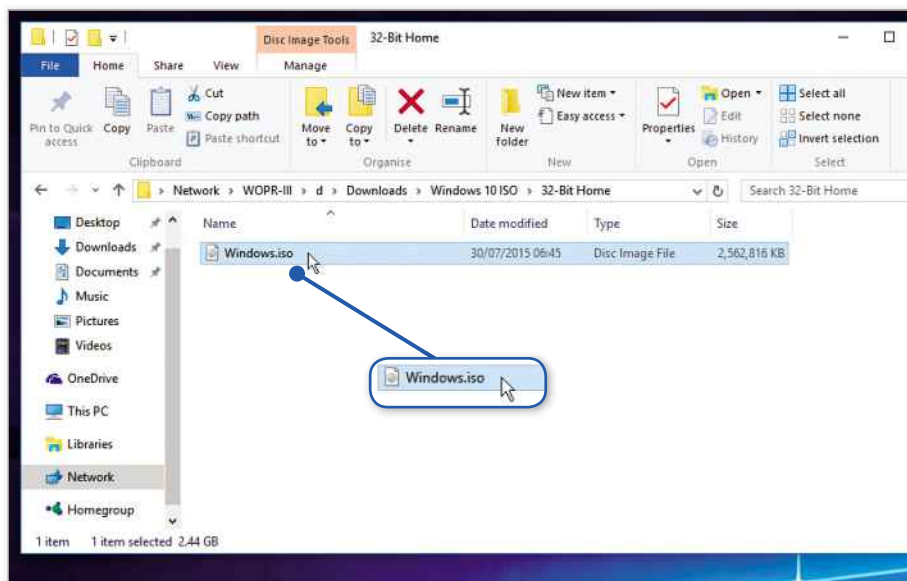 Disc Image Tools 32-Bit Home
File Home Share View Manage
Pin to Quick access
Copy
Paste
Cut
Copy path
Paste shortcut
Clipboard
Move to
Copy to
Delete
Rename
Organise
New folder
New item
Easy access
New
Properties
Open
Edit
History
Open
Select all
Select none
Invert selection
Select
Network > WOPR-III > d > Downloads > Windows 10 ISO > 32-Bit Home
Search 32-Bit Home
Desktop
Downloads
Documents
Music
Pictures
Videos
OneDrive
This PC
Libraries
Network
Homegroup
Name Date modified Type Size
Windows.iso 30/07/2015 06:45 Disc Image File 2,562,816 KB
Windows.iso
1 item 1 item selected 2.44 GB